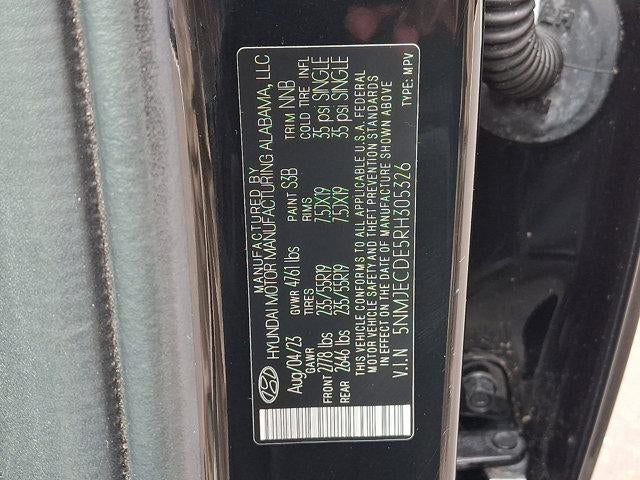 MANUFACTURED BY
HYUNDAI MOTOR MANUFACTURING ALABAMA, LLC
Aug/04/23 GVWR 4761 lbs PAINT S3B TRIM NNB
GAWR TIRES RIMS COLD TIRE INFL
FRONT 2778 lbs 235/55R19 7.5JX19 35 psi SINGLE
REAR 2646 lbs 235/55R19 7.5JX19 35 psi SINGLE
THIS VEHICLE CONFORMS TO ALL APPLICABLE U.S.A. FEDERAL
MOTOR VEHICLE SAFETY AND THEFT PREVENTION STANDARDS
IN EFFECT ON THE DATE OF MANUFACTURE SHOWN ABOVE
V.I.N 5NMJECDE5RH305326 TYPE: MPV